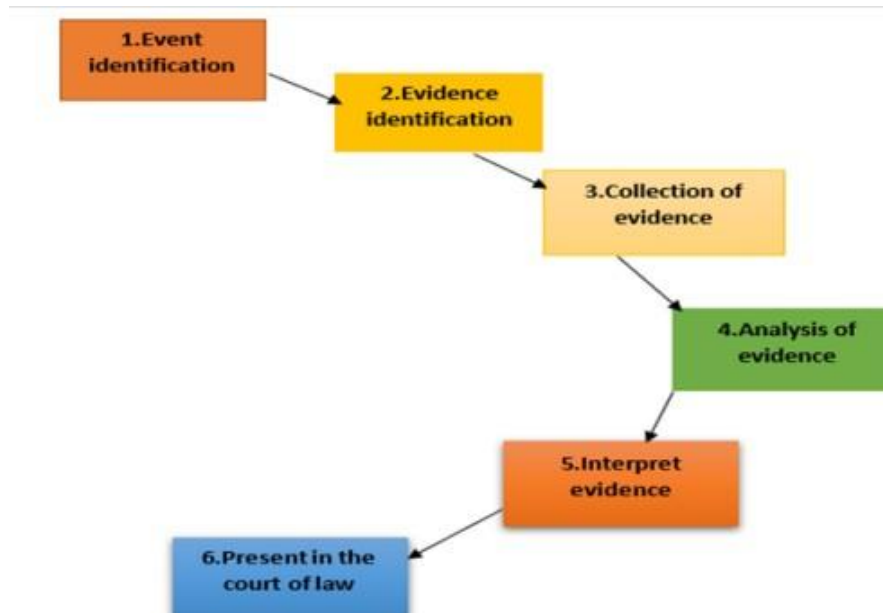 1.Event
identification
2.Evidence
identification
3.Collection of
evidence
4.Analysis of
evidence
5.Interpret
evidence
6.Present in the
court of law